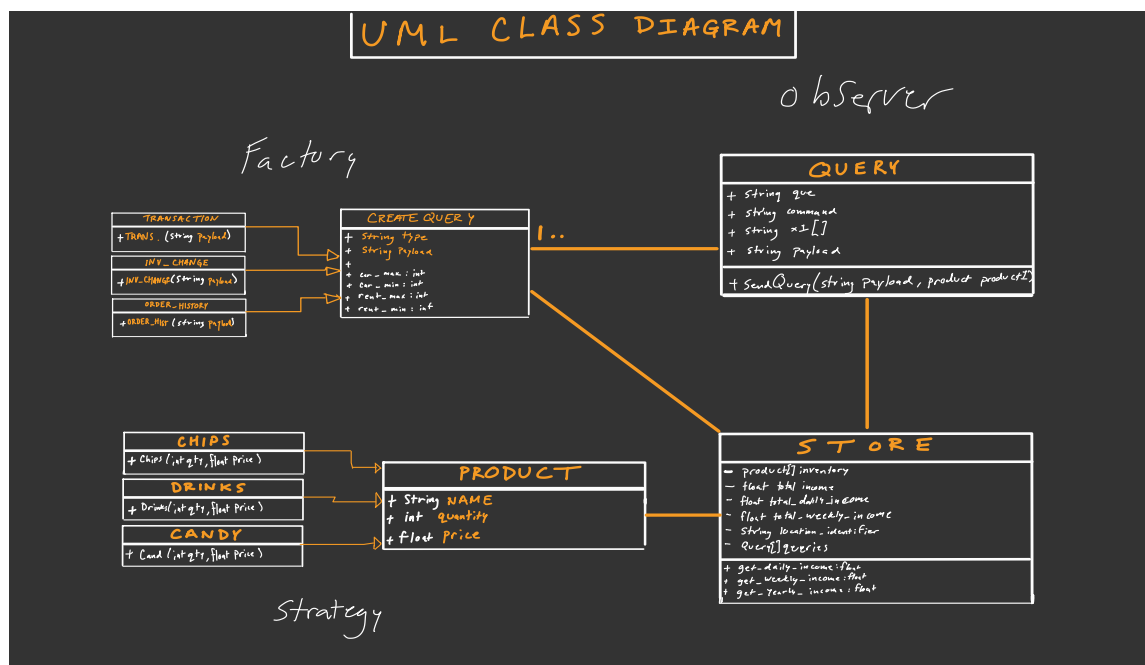 UML CLASS DIAGRAM
Observer
Factory
QUERY
+ String que
+ String command
+ String x1[]
+ String payload
+ SendQuery(string payload, product product1)
TRANSACTION
+ TRANS. (String Payload)
INV_CHANGE
+ INV_CHANGE(String Payload)
ORDER_HISTORY
+ ORDER_HIST (string Payload)
CREATE QUERY
+ String type
+ String Payload
+
+ cur_max : int
+ cur_min : int
+ rent_max : int
+ rent_min : int
1..
CHIPS
+ Chips (int qty, float Price)
DRINKS
+ Drinks(int qty, float Price)
CANDY
+ Cand (int qty, float Price)
PRODUCT
+ String NAME
+ int quantity
+ float Price
STORE
- product[] inventory
- float total income
- float total_daily_income
- float total_weekly_income
- String location_identifier
- Query[] queries
+ get_daily_income : float
+ get_weekly_income : float
+ get_yearly_income : float
Strategy